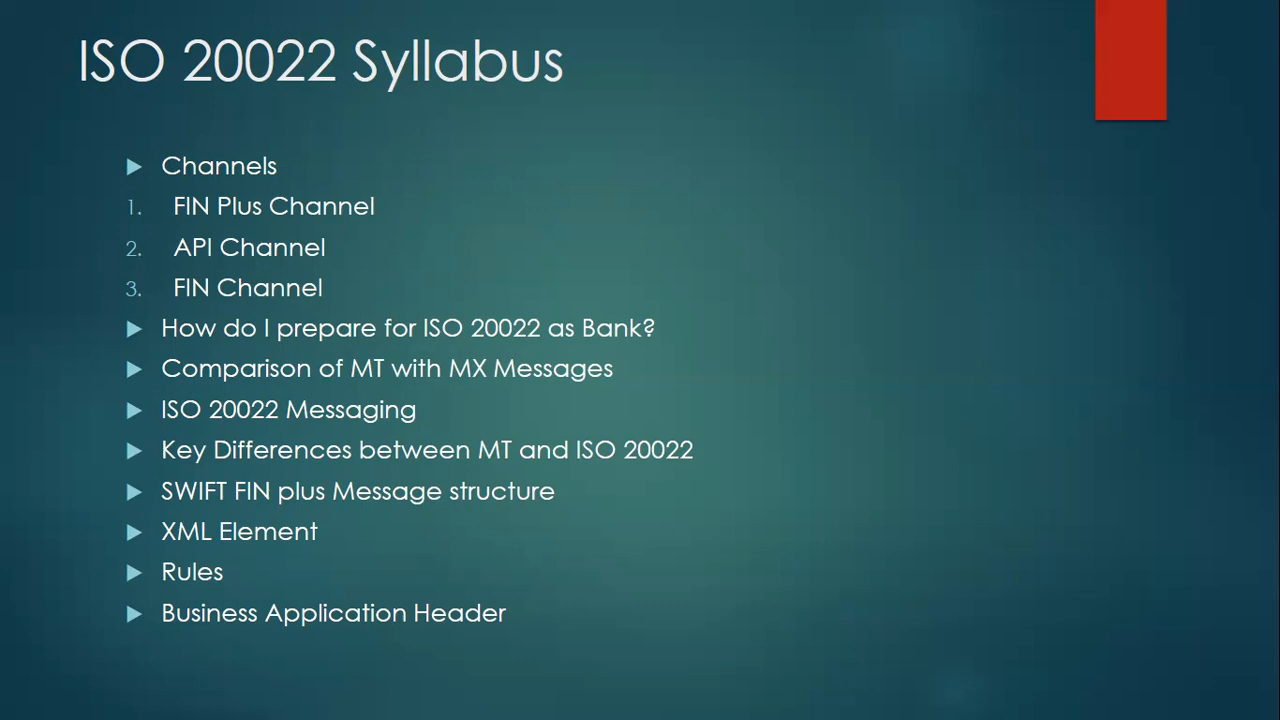 ISO 20022 Syllabus
Channels
1. FIN Plus Channel
2. API Channel
3. FIN Channel
How do I prepare for ISO 20022 as Bank?
Comparison of MT with MX Messages
ISO 20022 Messaging
Key Differences between MT and ISO 20022
SWIFT FIN plus Message structure
XML Element
Rules
Business Application Header